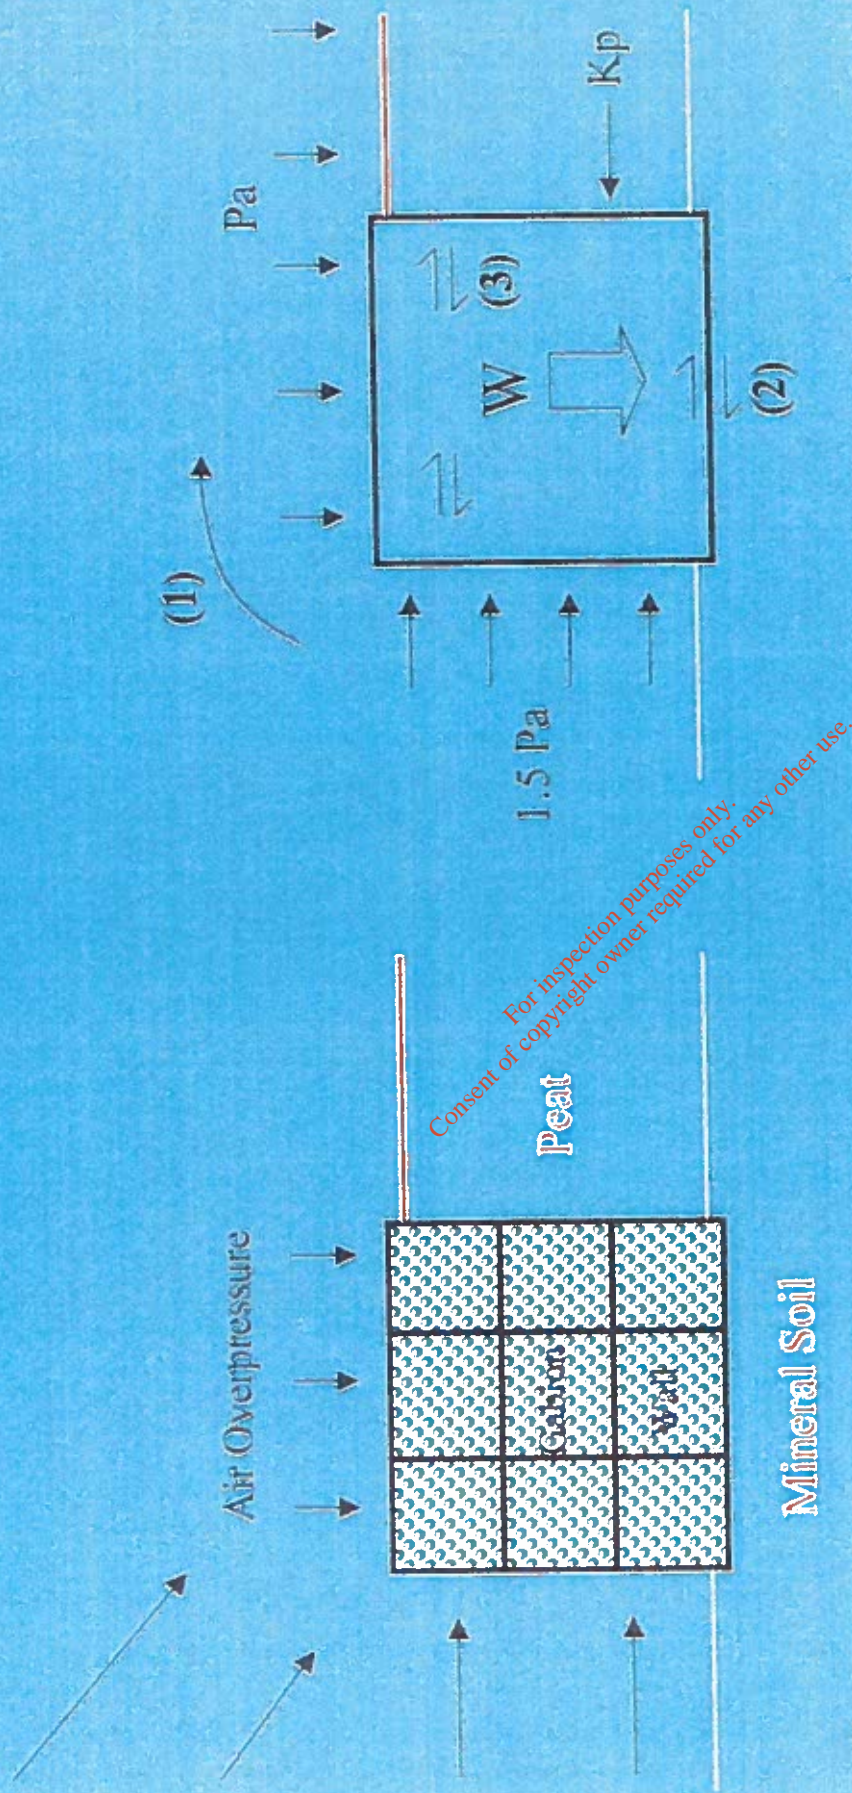 Air Overpressure
Gabion
Wall
Peat
Mineral Soil
(1)
Pa
1.5 Pa
W
(3)
(2)
Kp
For inspection purposes only.
Consent of copyright owner required for any other use.